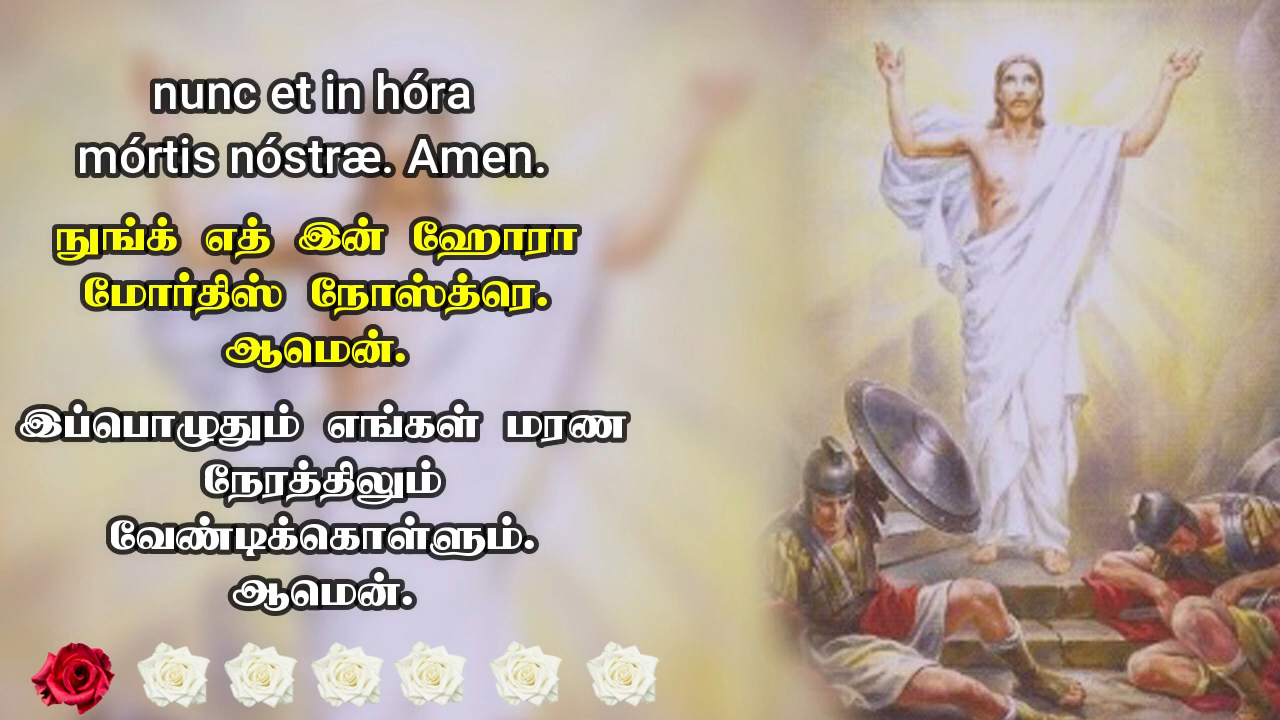 nunc et in hóra
mórtis nóstræ. Amen.
நுங்க் எத் இன் ஹோரா
மோர்திஸ் நோஸ்த்ரெ.
ஆமென்.
இப்பொழுதும் எங்கள் மரண
நேரத்திலும்
வேண்டிக்கொள்ளும்.
ஆமென்.